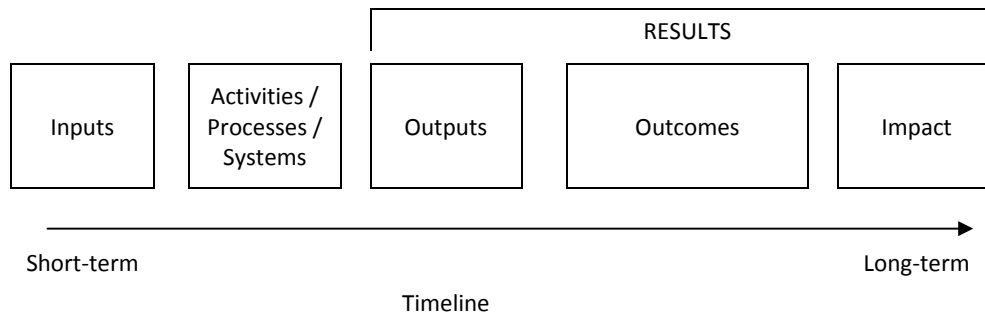 RESULTS
Inputs
Activities /
Processes /
Systems
Outputs
Outcomes
Impact
Short-term
Long-term
Timeline